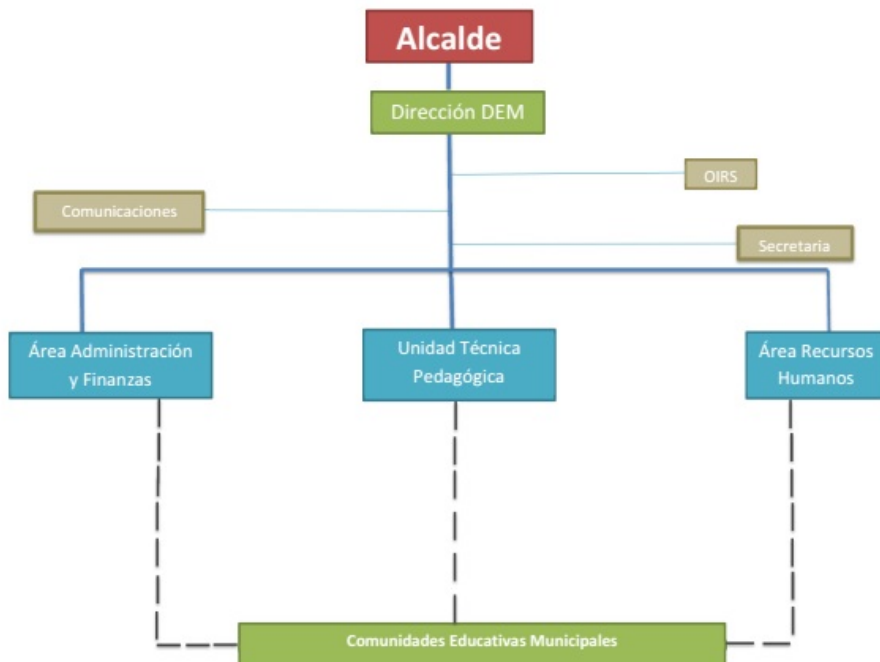 Alcalde
Dirección DEM
OIRS
Comunicaciones
Secretaria
Área Administración
y Finanzas
Unidad Técnica
Pedagógica
Área Recursos
Humanos
Comunidades Educativas Municipales